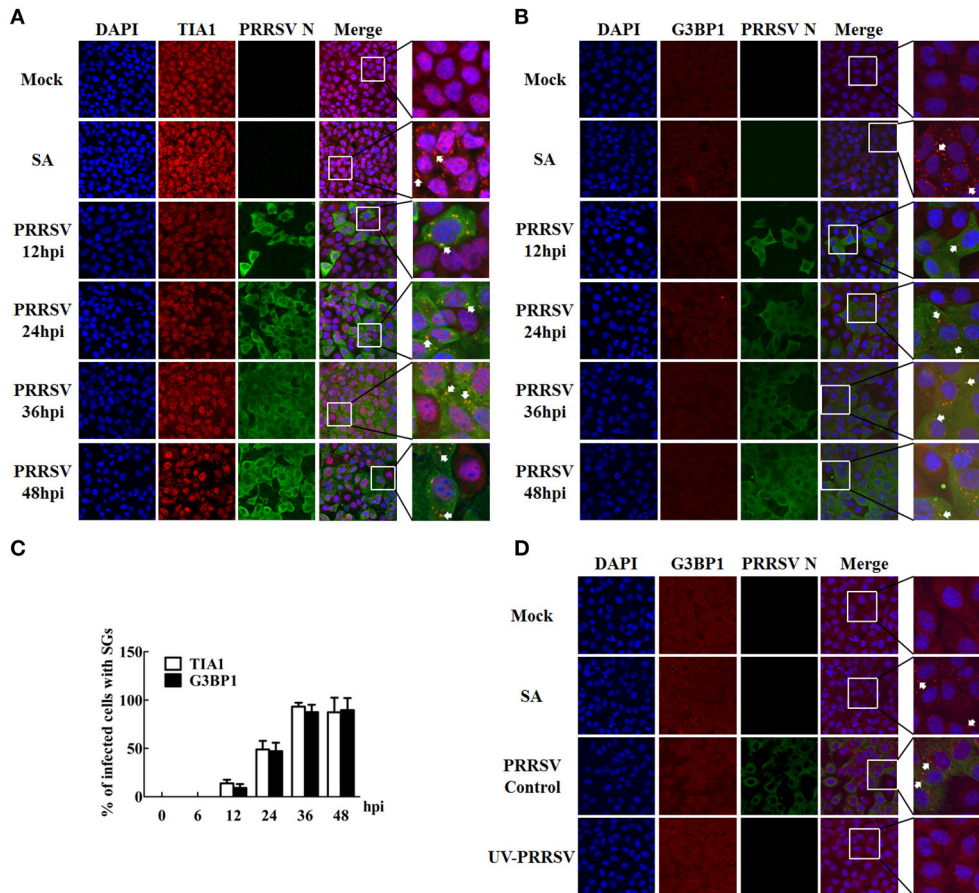 A
DAPI TIA1 PRRSV N Merge
Mock
SA
PRRSV
12hpi
PRRSV
24hpi
PRRSV
36hpi
PRRSV
48hpi
B
DAPI G3BP1 PRRSV N Merge
Mock
SA
PRRSV
12hpi
PRRSV
24hpi
PRRSV
36hpi
PRRSV
48hpi
C
% of infected cells with SGs
150
100
50
0
TIA1
G3BP1
0 6 12 24 36 48 hpi
D
DAPI G3BP1 PRRSV N Merge
Mock
SA
PRRSV
Control
UV-PRRSV